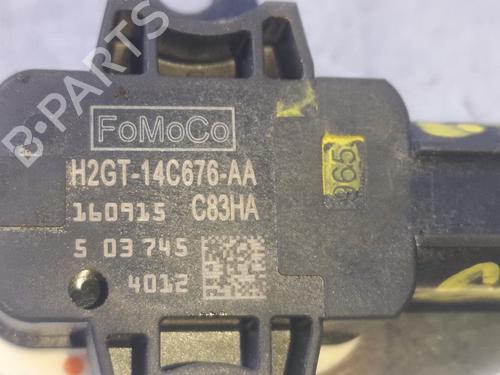 B-PARTS
FoMoCo
H2GT-14C676-AA
160915 C83HA
5 03 745
4012
965